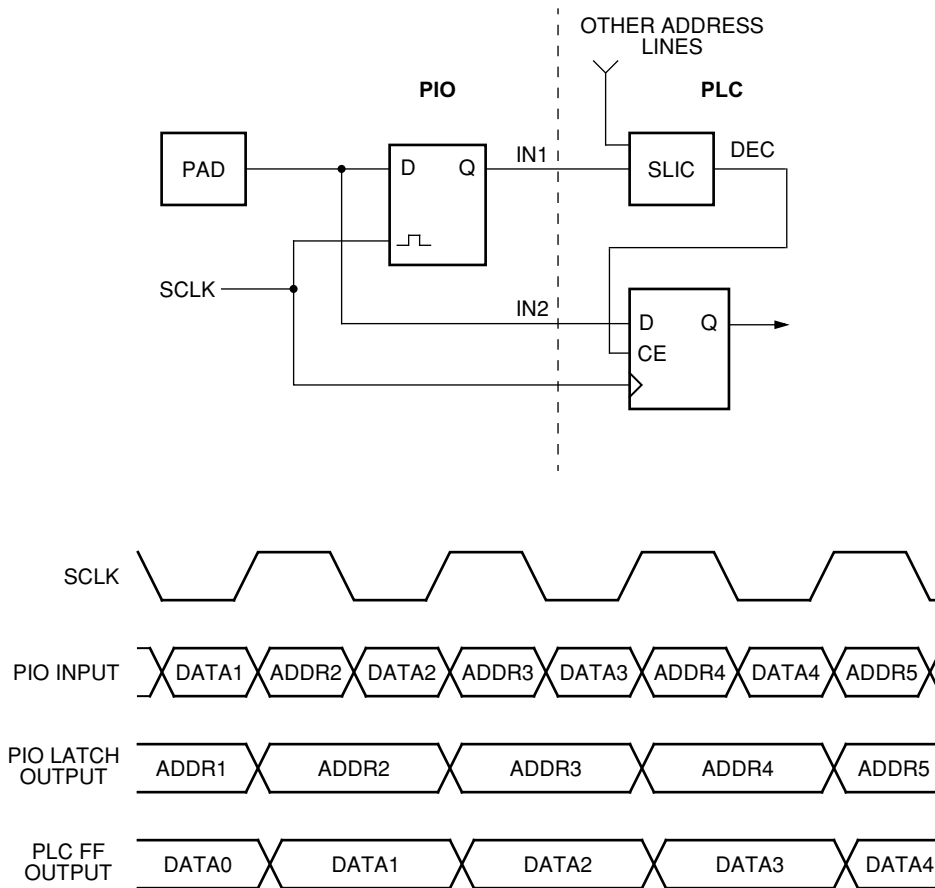 OTHER ADDRESS
LINES
PIO
PLC
PAD
D Q
IN1
SLIC
DEC
SCLK
IN2
D Q
CE
SCLK
PIO INPUT
DATA1 ADDR2 DATA2 ADDR3 DATA3 ADDR4 DATA4 ADDR5
PIO LATCH
OUTPUT
ADDR1 ADDR2 ADDR3 ADDR4 ADDR5
PLC FF
OUTPUT
DATA0 DATA1 DATA2 DATA3 DATA4